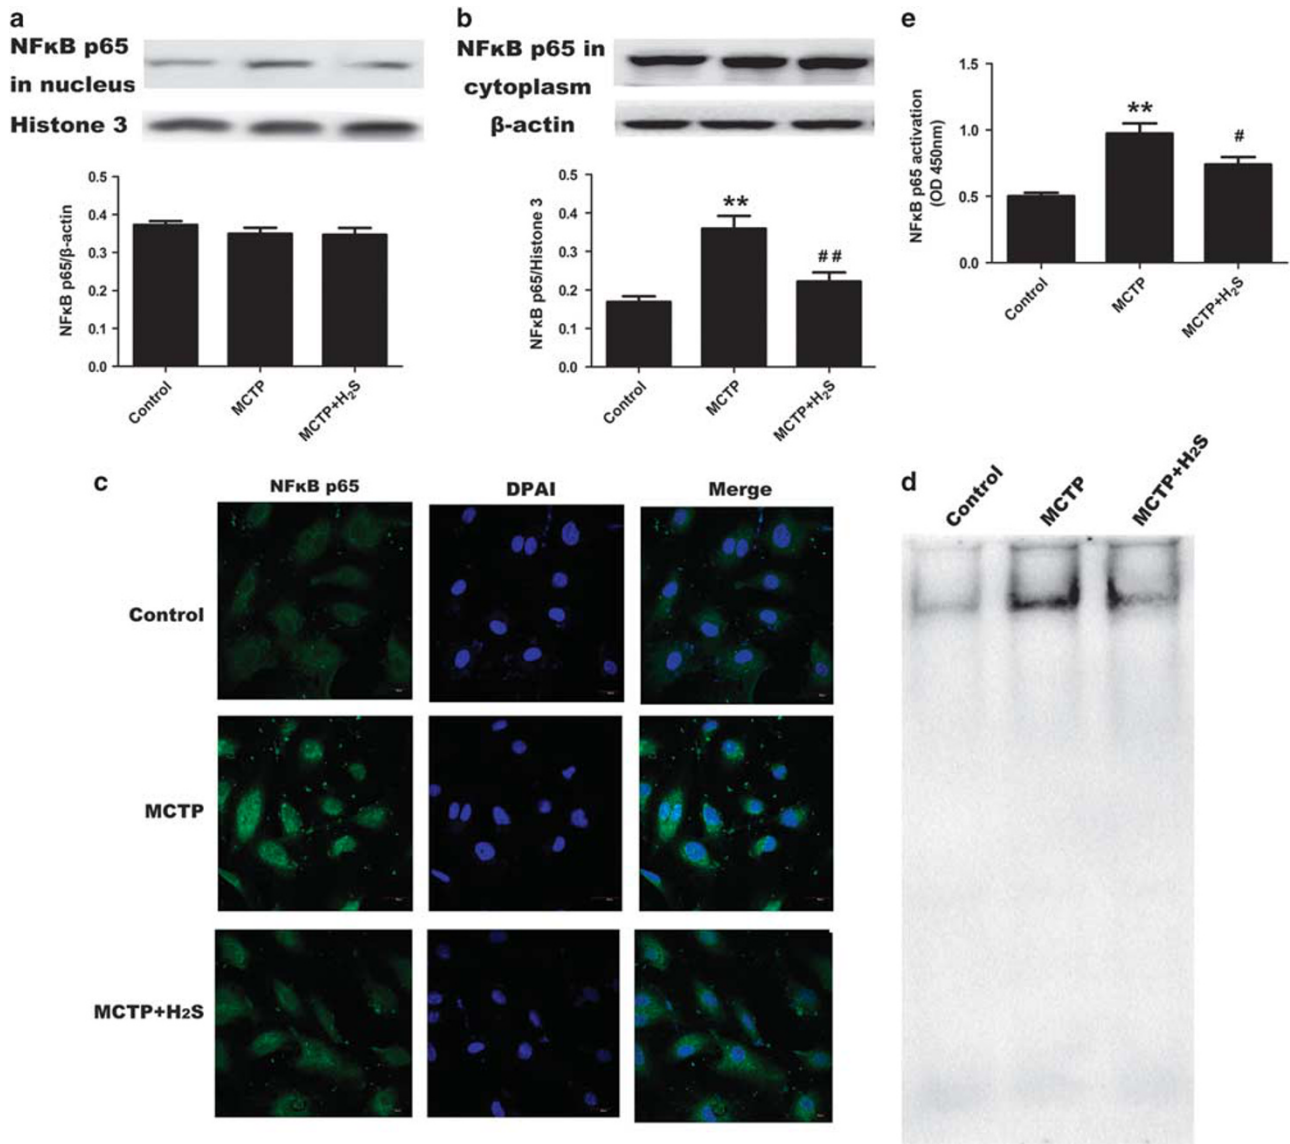 a
NFκB p65
in nucleus
Histone 3
0.5
0.4
0.3
0.2
0.1
0.0
NFκB p65/β-actin
Control
MCTP
MCTP+H₂S
b
NFκB p65 in
cytoplasm
β-actin
0.5
0.4
0.3
0.2
0.1
0.0
NFκB p65/Histone 3
**
##
Control
MCTP
MCTP+H₂S
e
1.5
1.0
0.5
0.0
NFκB p65 activation
(OD 450nm)
**
#
Control
MCTP
MCTP+H₂S
c
NFκB p65 DPAI Merge
Control
MCTP
MCTP+H₂S
d
Control MCTP MCTP+H₂S